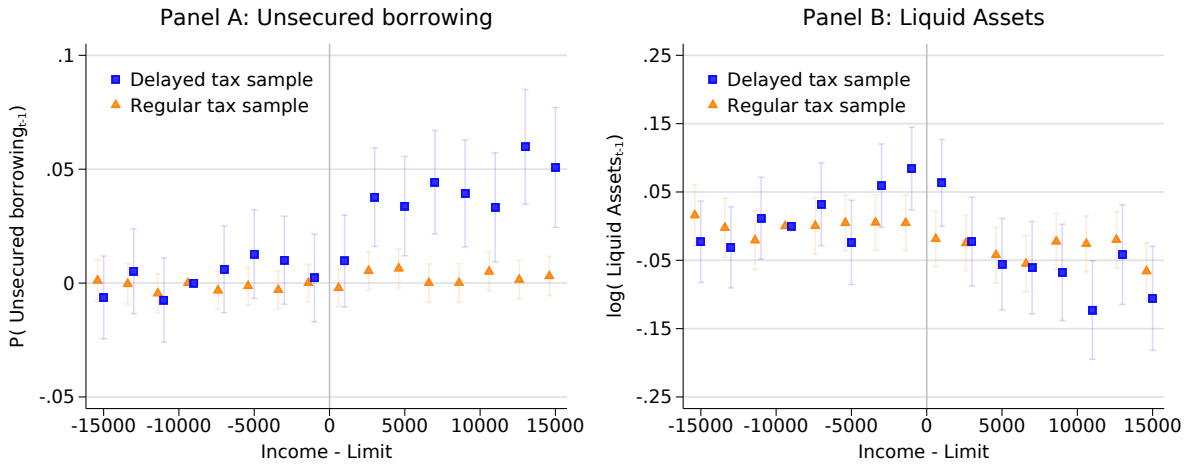 Panel A: Unsecured borrowing
P( Unsecured borrowingt-1)
.1
.05
0
-.05
Delayed tax sample
Regular tax sample
-15000 -10000 -5000 0 5000 10000 15000
Income - Limit
Panel B: Liquid Assets
log( Liquid Assetst-1)
.25
.15
.05
-.05
-.15
-.25
Delayed tax sample
Regular tax sample
-15000 -10000 -5000 0 5000 10000 15000
Income - Limit